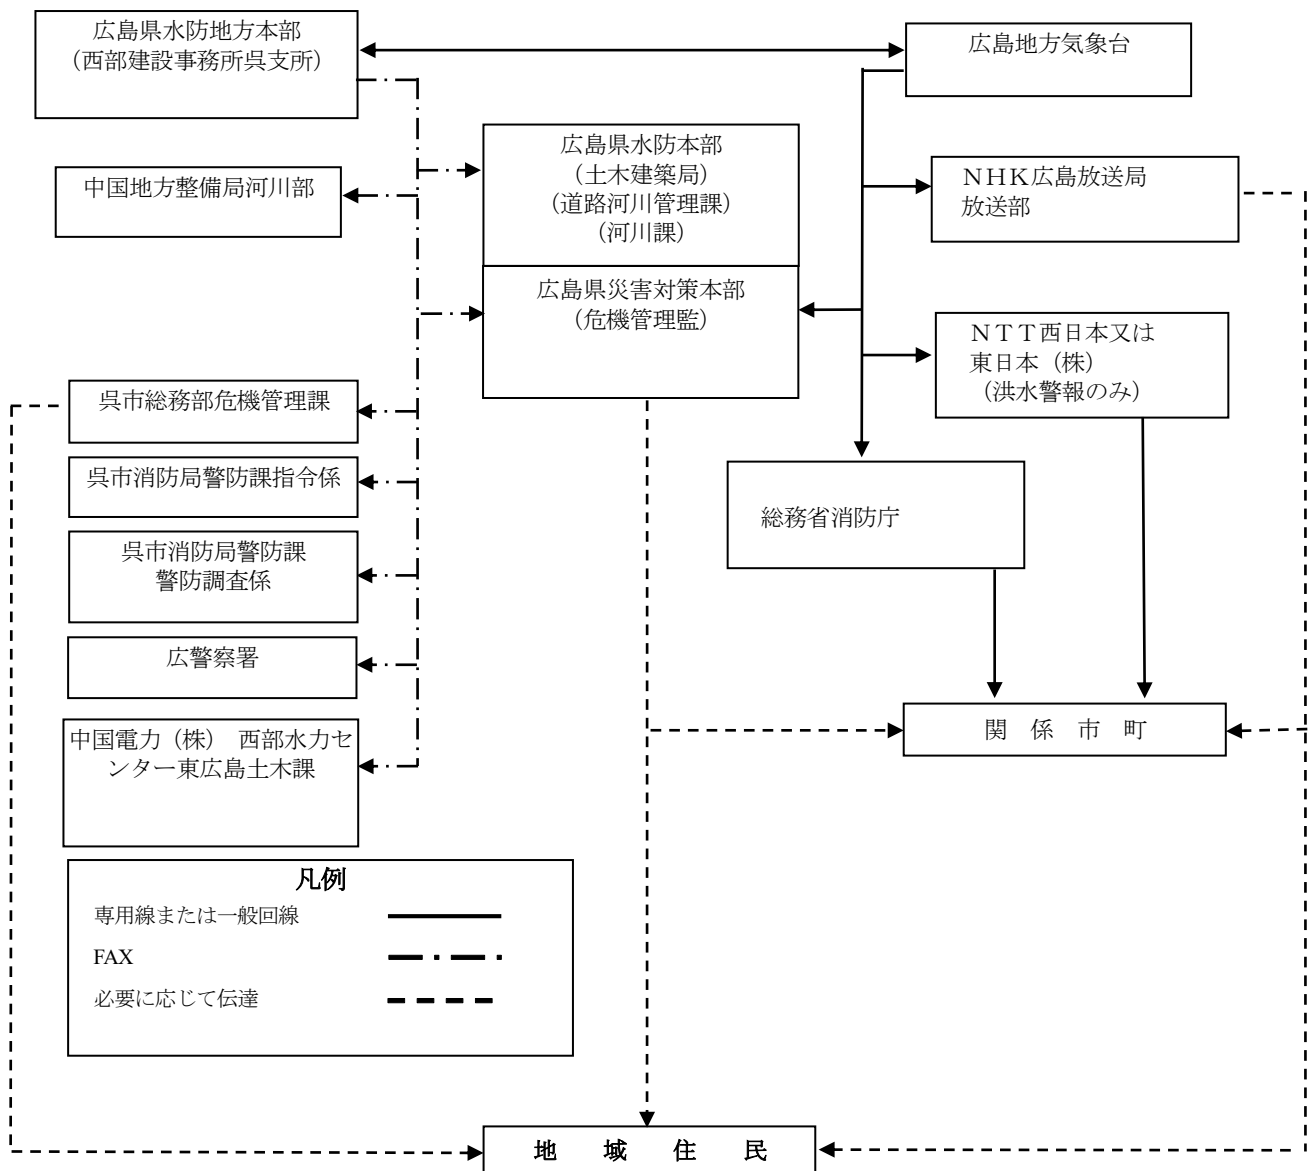 広島県水防地方本部
（西部建設事務所呉支所）
広島地方気象台
広島県水防本部
（土木建築局）
（道路河川管理課）
（河川課）
中国地方整備局河川部
ＮＨＫ広島放送局
放送部
広島県災害対策本部
（危機管理監）
ＮＴＴ西日本又は
東日本（株）
（洪水警報のみ）
呉市総務部危機管理課
呉市消防局警防課指令係
総務省消防庁
呉市消防局警防課
警防調査係
広警察署
関　係　市　町
中国電力（株）　西部水力セ
ンター東広島土木課
凡例
専用線または一般回線
FAX
必要に応じて伝達
地　域　住　民